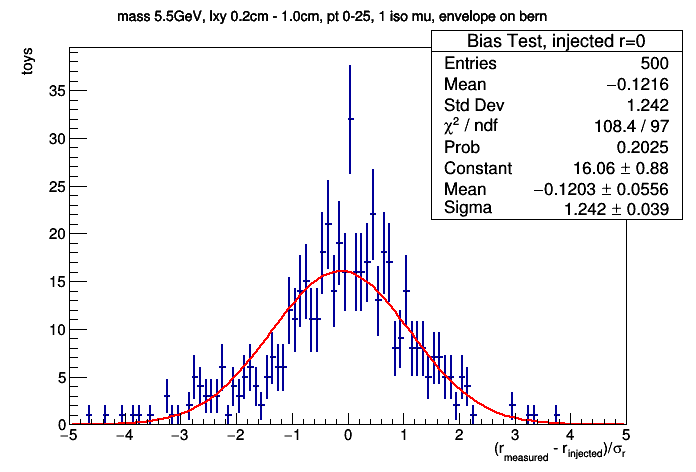 mass 5.5GeV, lxy 0.2cm - 1.0cm, pt 0-25, 1 iso mu, envelope on bern
Bias Test, injected r=0
Entries 500
Mean −0.1216
Std Dev 1.242
χ² / ndf 108.4 / 97
Prob 0.2025
Constant 16.06 ± 0.88
Mean −0.1203 ± 0.0556
Sigma 1.242 ± 0.039
toys
35
30
25
20
15
10
5
0
−5 −4 −3 −2 −1 0 1 2 3 4 5
(r_measured - r_injected)/σ_r